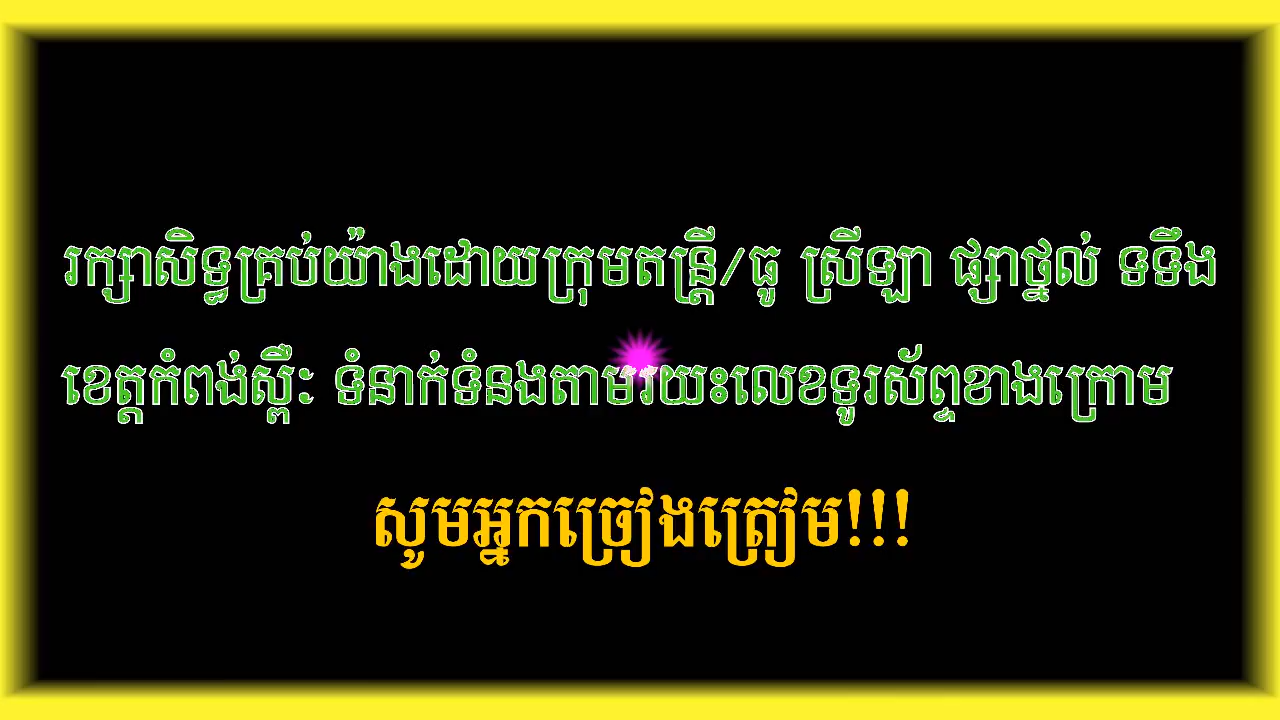 រក្សាសិទ្ធគ្រប់យ៉ាងដោយក្រុមតន្ត្រី/ធូ ស្រីឡា ផ្សាថ្នល់ ទទឹង
ខេត្តកំពង់ស្ពឺ: ទំនាក់ទំនងតាមរយះលេខទូរស័ព្ទខាងក្រោម
សូមអ្នកច្រៀងត្រៀម!!!